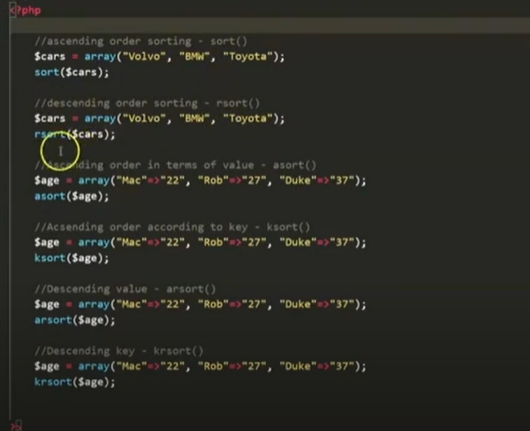 <?php
//ascending order sorting - sort()
$cars = array("Volvo", "BMW", "Toyota");
sort($cars);
//descending order sorting - rsort()
$cars = array("Volvo", "BMW", "Toyota");
rsort($cars);
//Ascending order in terms of value - asort()
$age = array("Mac"=>"22", "Rob"=>"27", "Duke"=>"37");
asort($age);
//Acsending order according to key - ksort()
$age = array("Mac"=>"22", "Rob"=>"27", "Duke"=>"37");
ksort($age);
//Descending value - arsort()
$age = array("Mac"=>"22", "Rob"=>"27", "Duke"=>"37");
arsort($age);
//Descending key - krsort()
$age = array("Mac"=>"22", "Rob"=>"27", "Duke"=>"37");
krsort($age);
?>